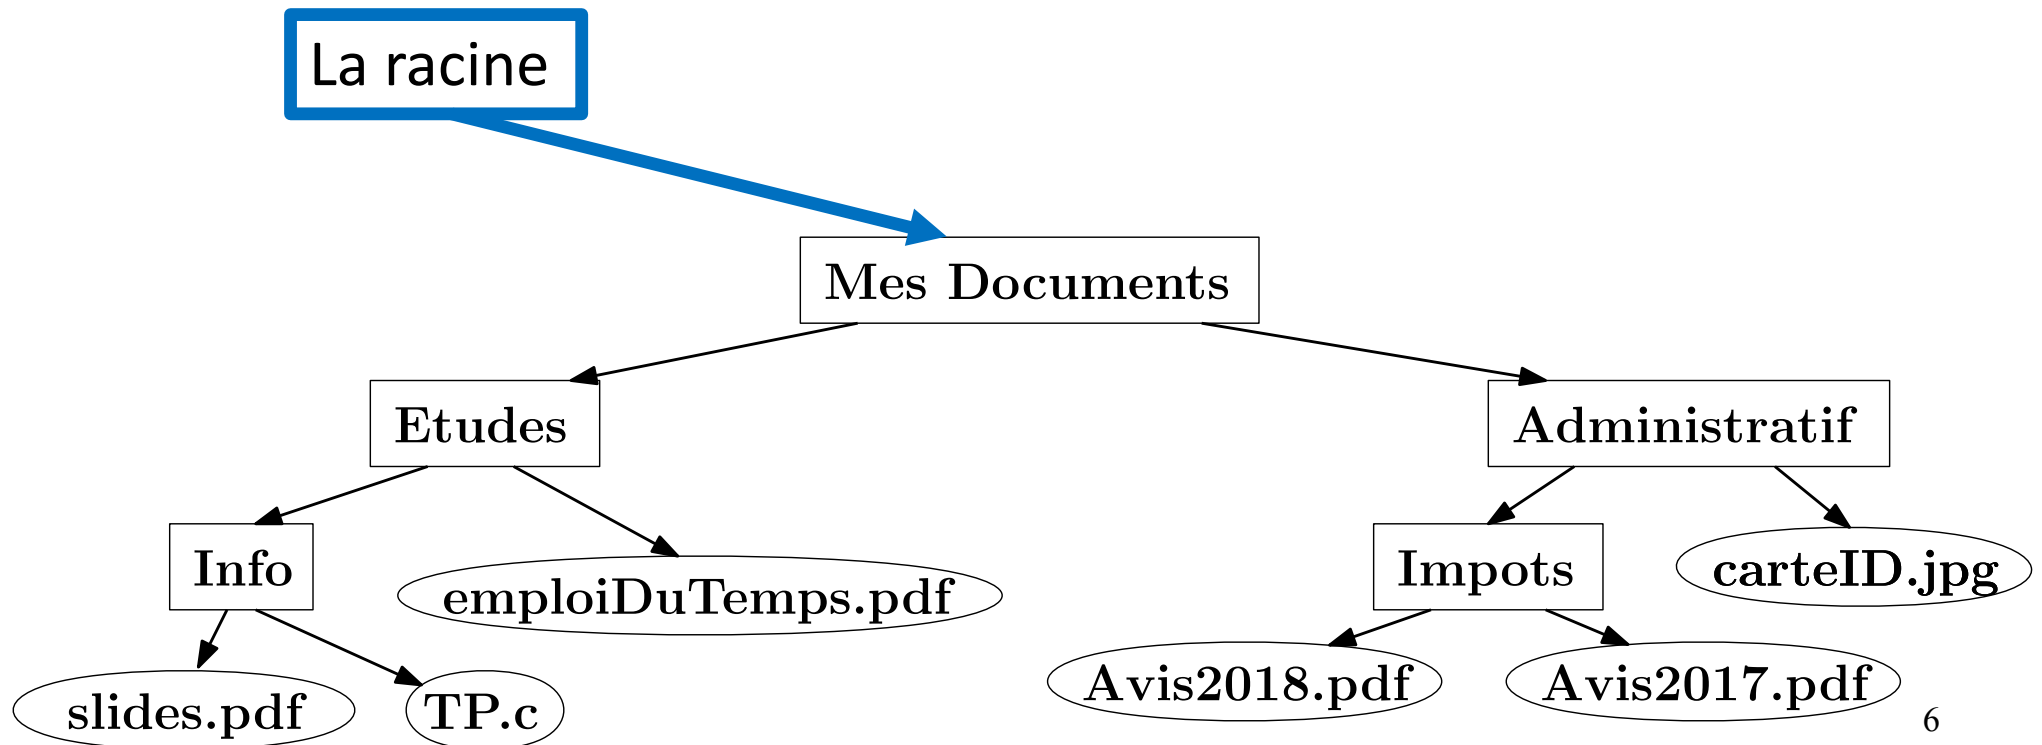 La racine
Mes Documents
Etudes
Administratif
Info
emploiDuTemps.pdf
Impots
carteID.jpg
slides.pdf
TP.c
Avis2018.pdf
Avis2017.pdf
6